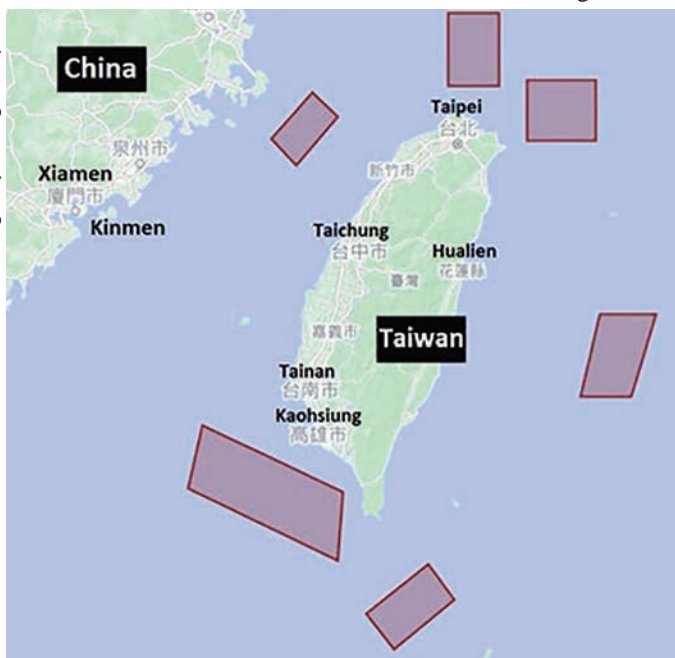 China
Taipei
台北
泉州市
新竹市
Xiamen
廈門市
Kinmen
Taichung
台中市
Hualien
花蓮縣
臺灣
嘉義市
Taiwan
Tainan
台南市
Kaohsiung
高雄市